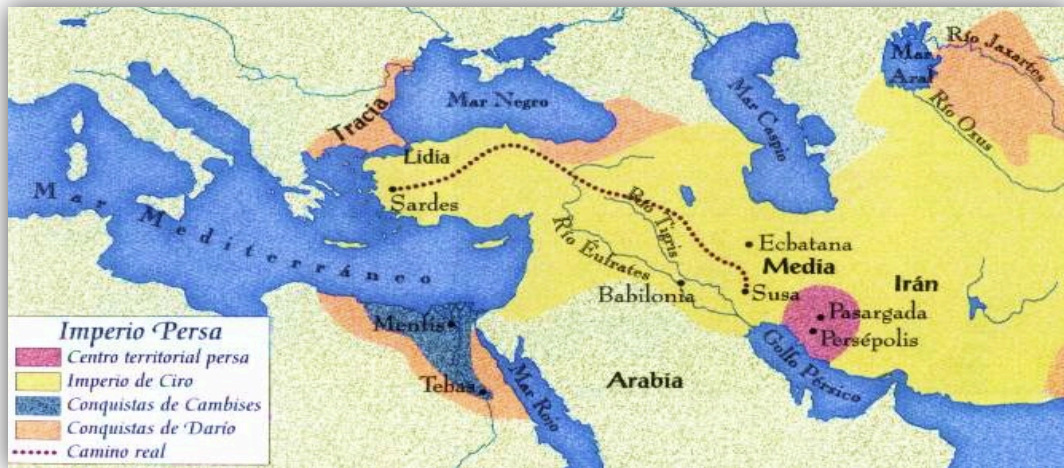 Mar Negro
Tracia
Lidia
Sardes
Mar Mediterráneo
Mar Caspio
Mar
Aral
Río Jaxartes
Río Oxus
Río Tigris
Río Éufrates
Ecbatana
Media
Babilonia
Susa
Irán
Pasargada
Persépolis
Golfo Pérsico
Arabia
Menfis
Tebas
Mar Rojo
Imperio Persa
Centro territorial persa
Imperio de Ciro
Conquistas de Cambises
Conquistas de Darío
Camino real